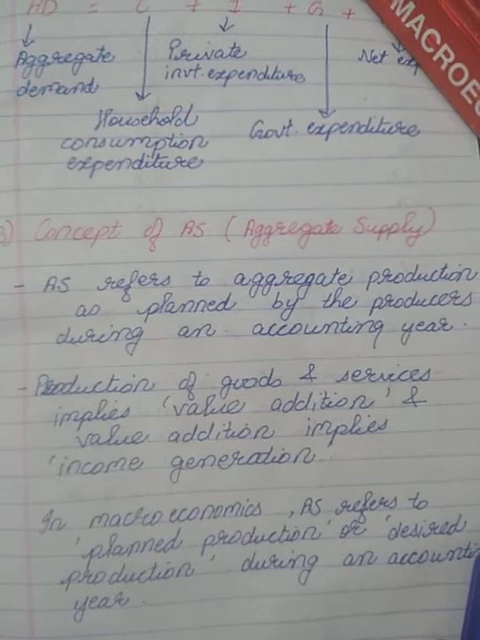 AD = C + I + G +
MACROEC
Aggregate
demand
Private
invt. expenditure
Net exp
Household
consumption
expenditure
Govt. expenditure
3) Concept of AS (Aggregate Supply)
- AS refers to aggregate production
as planned by the producers
during an accounting year.
- Production of goods & services
implies 'value addition' &
value addition implies
'income generation'
In macroeconomics, AS refers to
'planned production' or 'desired
production' during an accounti
year.